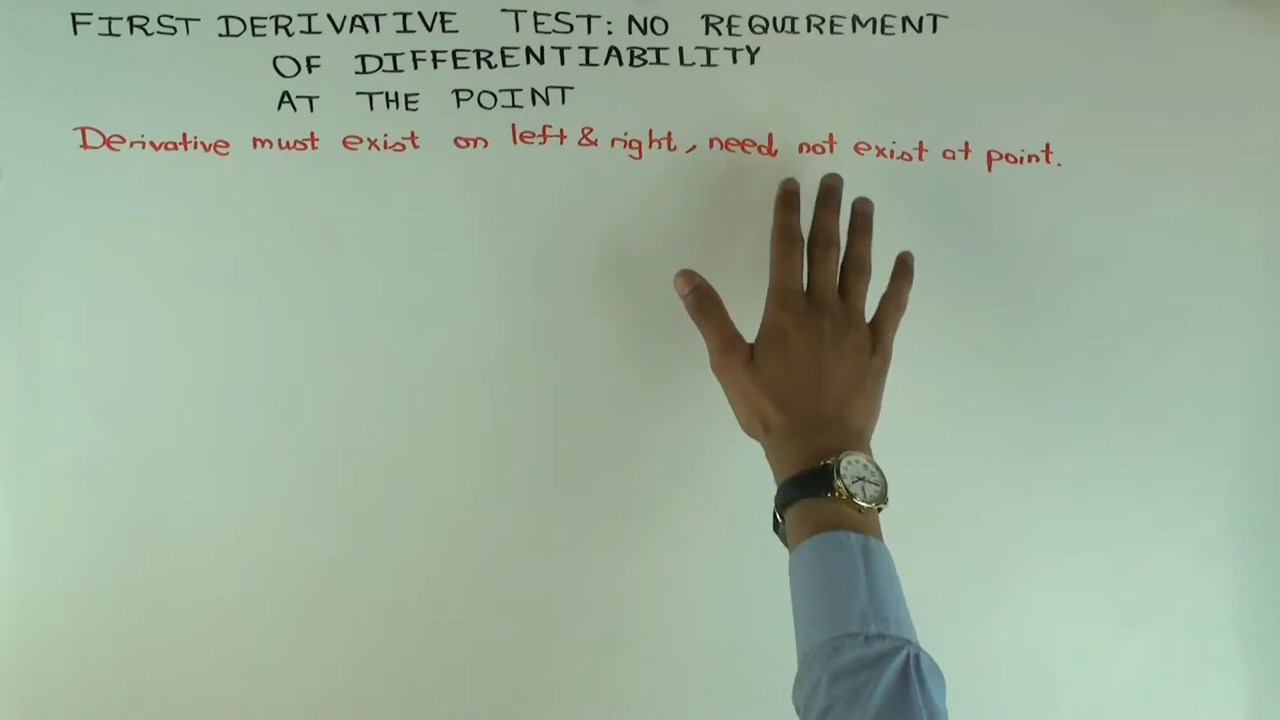 FIRST DERIVATIVE TEST: NO REQUIREMENT
OF DIFFERENTIABILITY
AT THE POINT
Derivative must exist on left & right, need not exist at point.